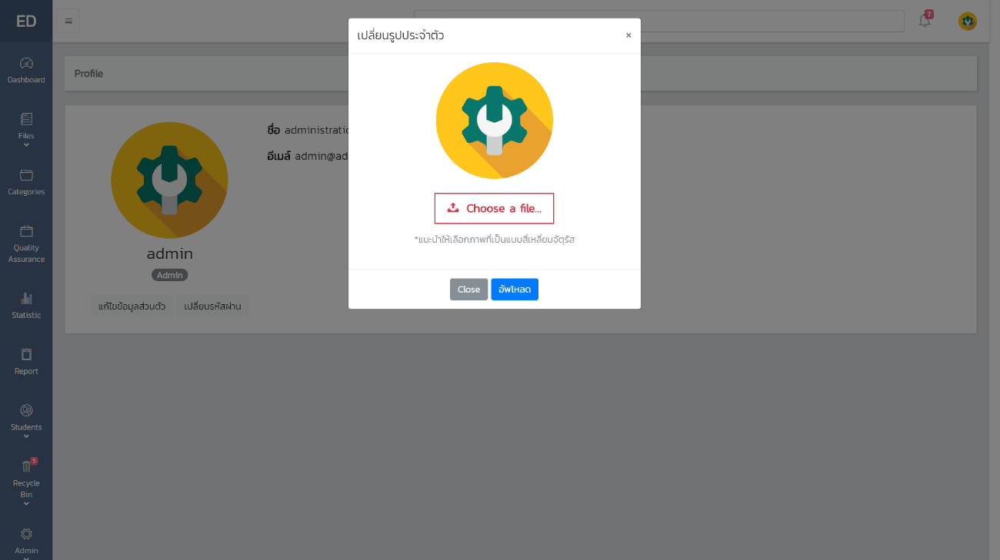 ED
7
เปลี่ยนรูปประจำตัว
×
Profile
Dashboard
Files
Categories
Quality
Assurance
Statistic
Report
Students
5
Recycle
Bin
Admin
ชื่อ administratio
อีเมล์ admin@ad
admin
Admin
แก้ไขข้อมูลส่วนตัว เปลี่ยนรหัสผ่าน
Choose a file...
*แนะนำให้เลือกภาพที่เป็นแบบสี่เหลี่ยมจัตุรัส
Close อัพโหลด